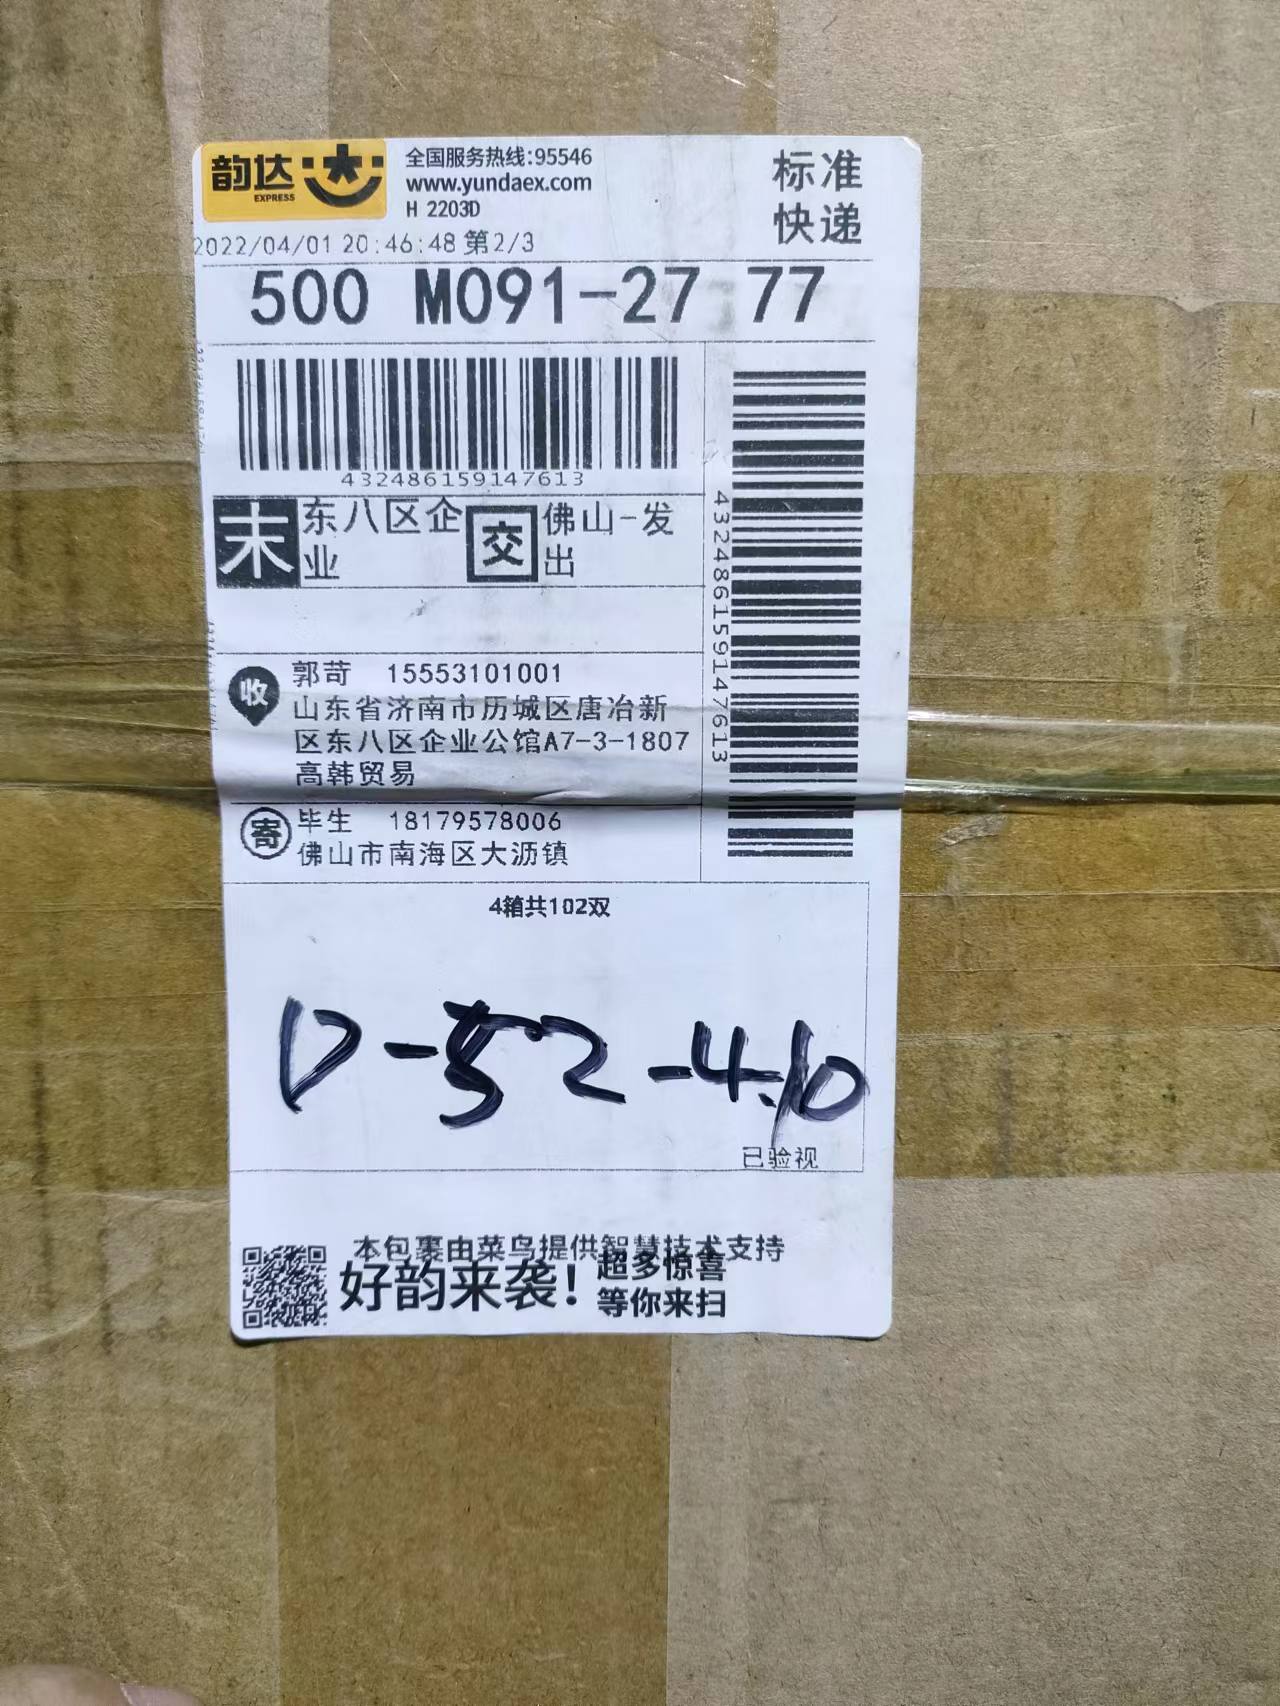 韵达
EXPRESS
全国服务热线:95546
www.yundaex.com
H 2203D
标准
快递
2022/04/01 20:46:48 第2/3
500 M091-27 77
432486159147613
432486159147613
末 东八区企业
交 佛山-发出
收 郭苛 15553101001
山东省济南市历城区唐冶新
区东八区企业公馆A7-3-1807
高韩贸易
寄 毕生 18179578006
佛山市南海区大沥镇
4箱共102双
D-52-4.10
已验视
本包裹由菜鸟提供智慧技术支持
好韵来袭！
超多惊喜
等你来扫